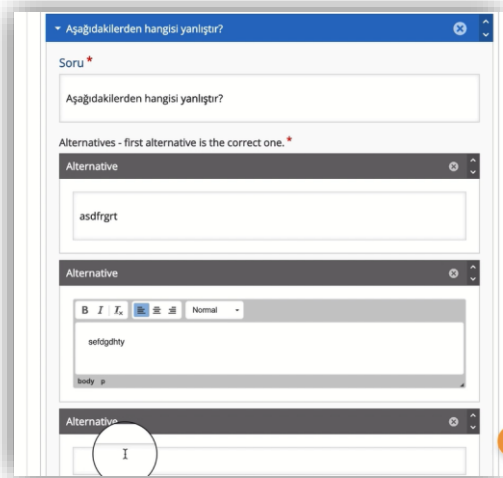 Aşağıdakilerden hangisi yanlıştır?
Soru *
Aşağıdakilerden hangisi yanlıştır?
Alternatives - first alternative is the correct one. *
Alternative
asdfrgrt
Alternative
B I Tx Normal
sefdgdhty
body p
Alternative